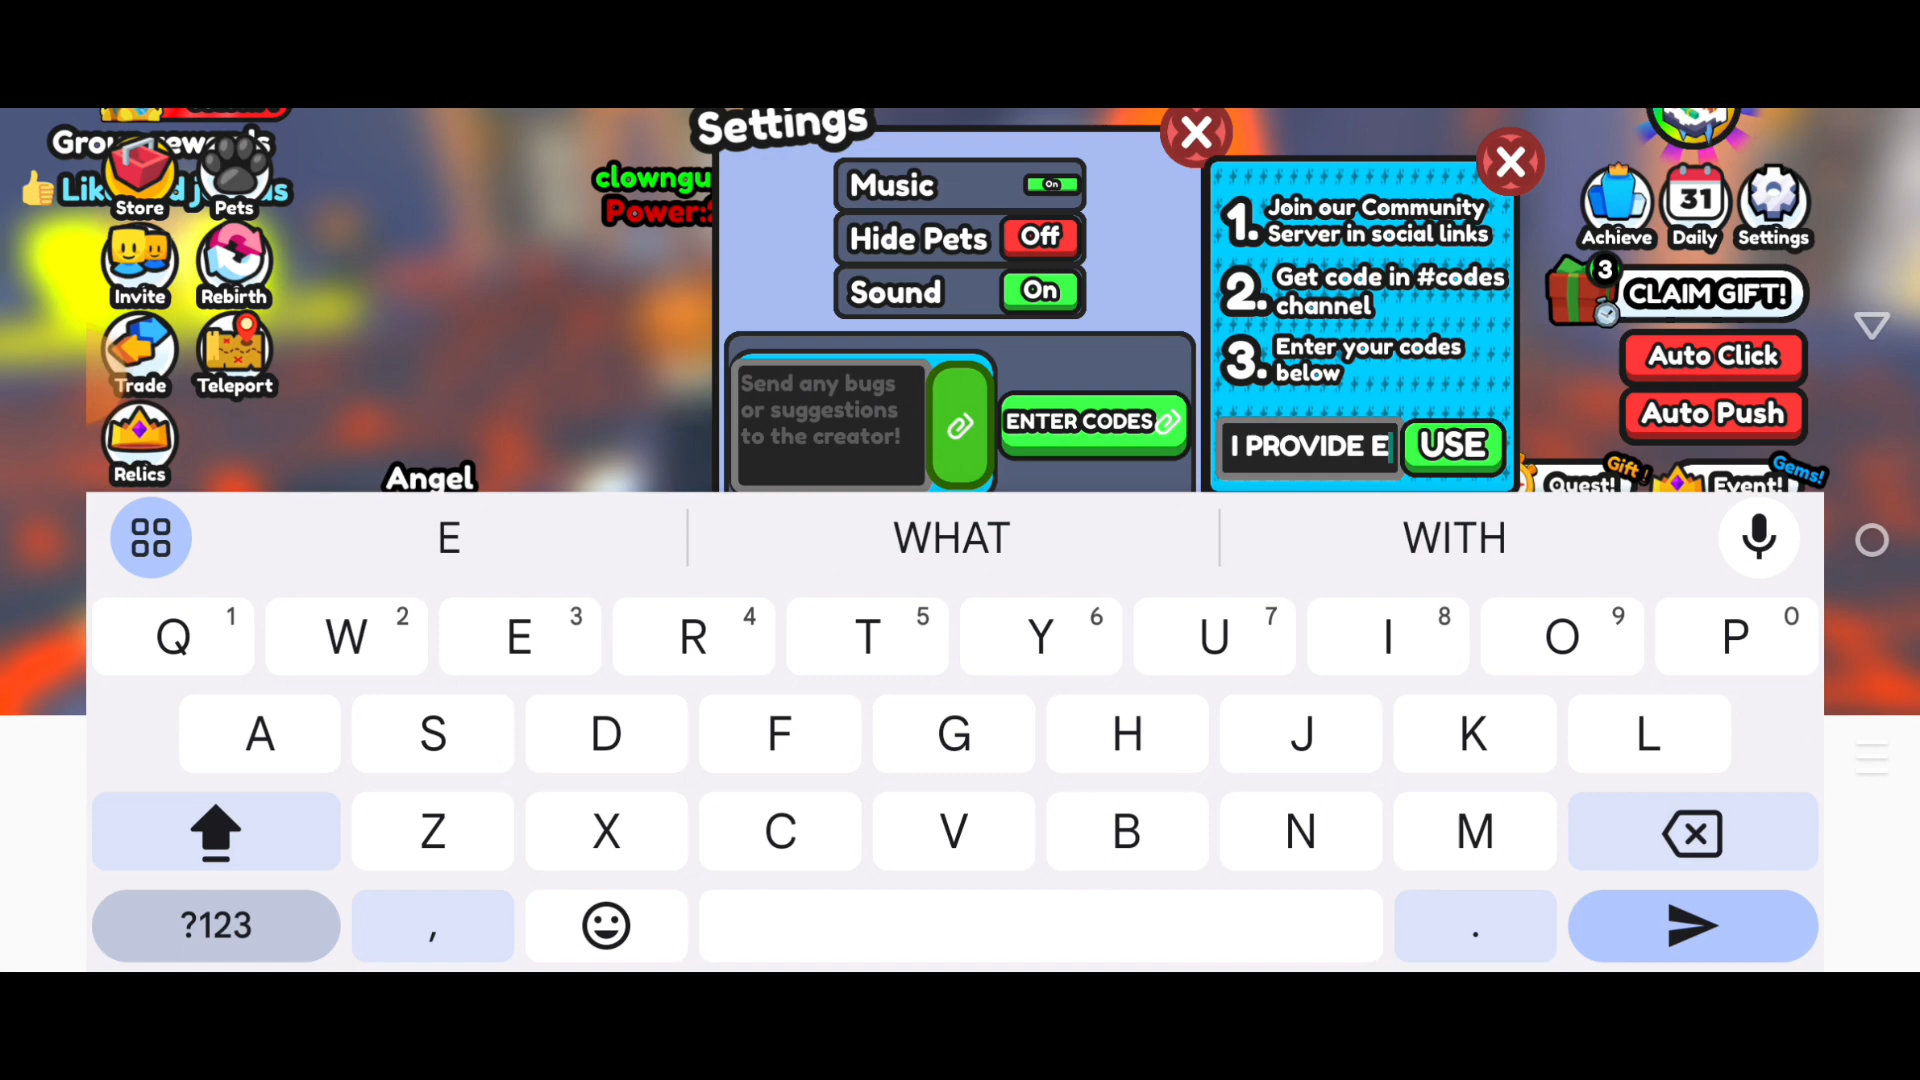 Settings
Store
Pets
Invite
Rebirth
Trade
Teleport
Relics
clowngu
Power:
Angel
Music
On
Hide Pets
Off
Sound
On
Send any bugs
or suggestions
to the creator!
ENTER CODES
1. Join our Community
Server in social links
2. Get code in #codes
channel
3. Enter your codes
below
I PROVIDE E
USE
Achieve
31
Daily
Settings
3
CLAIM GIFT!
Auto Click
Auto Push
Gift!
Quest!
Gems!
Event!
E WHAT WITH
Q 1 W 2 E 3 R 4 T 5 Y 6 U 7 I 8 O 9 P 0
A S D F G H J K L
Z X C V B N M
?123 , .